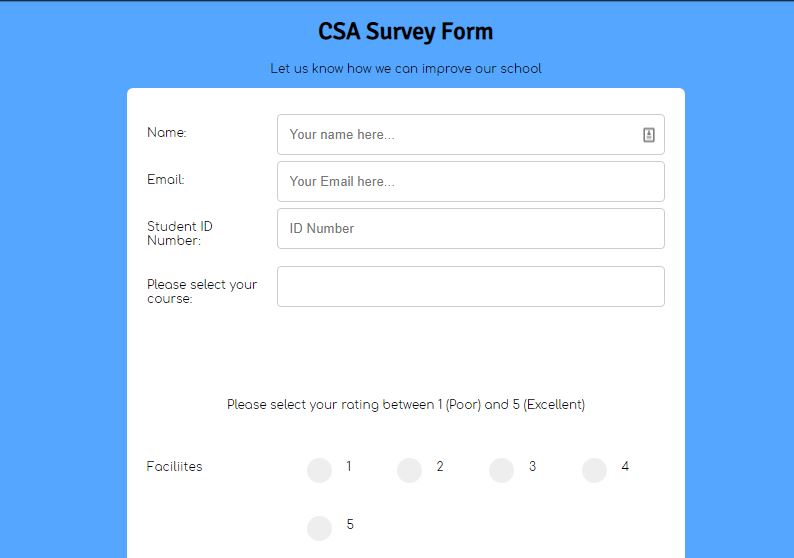 CSA Survey Form
Let us know how we can improve our school
Name:
Your name here...
Email:
Your Email here...
Student ID
Number:
ID Number
Please select your
course:
Please select your rating between 1 (Poor) and 5 (Excellent)
Faciliites
1 2 3 4
5